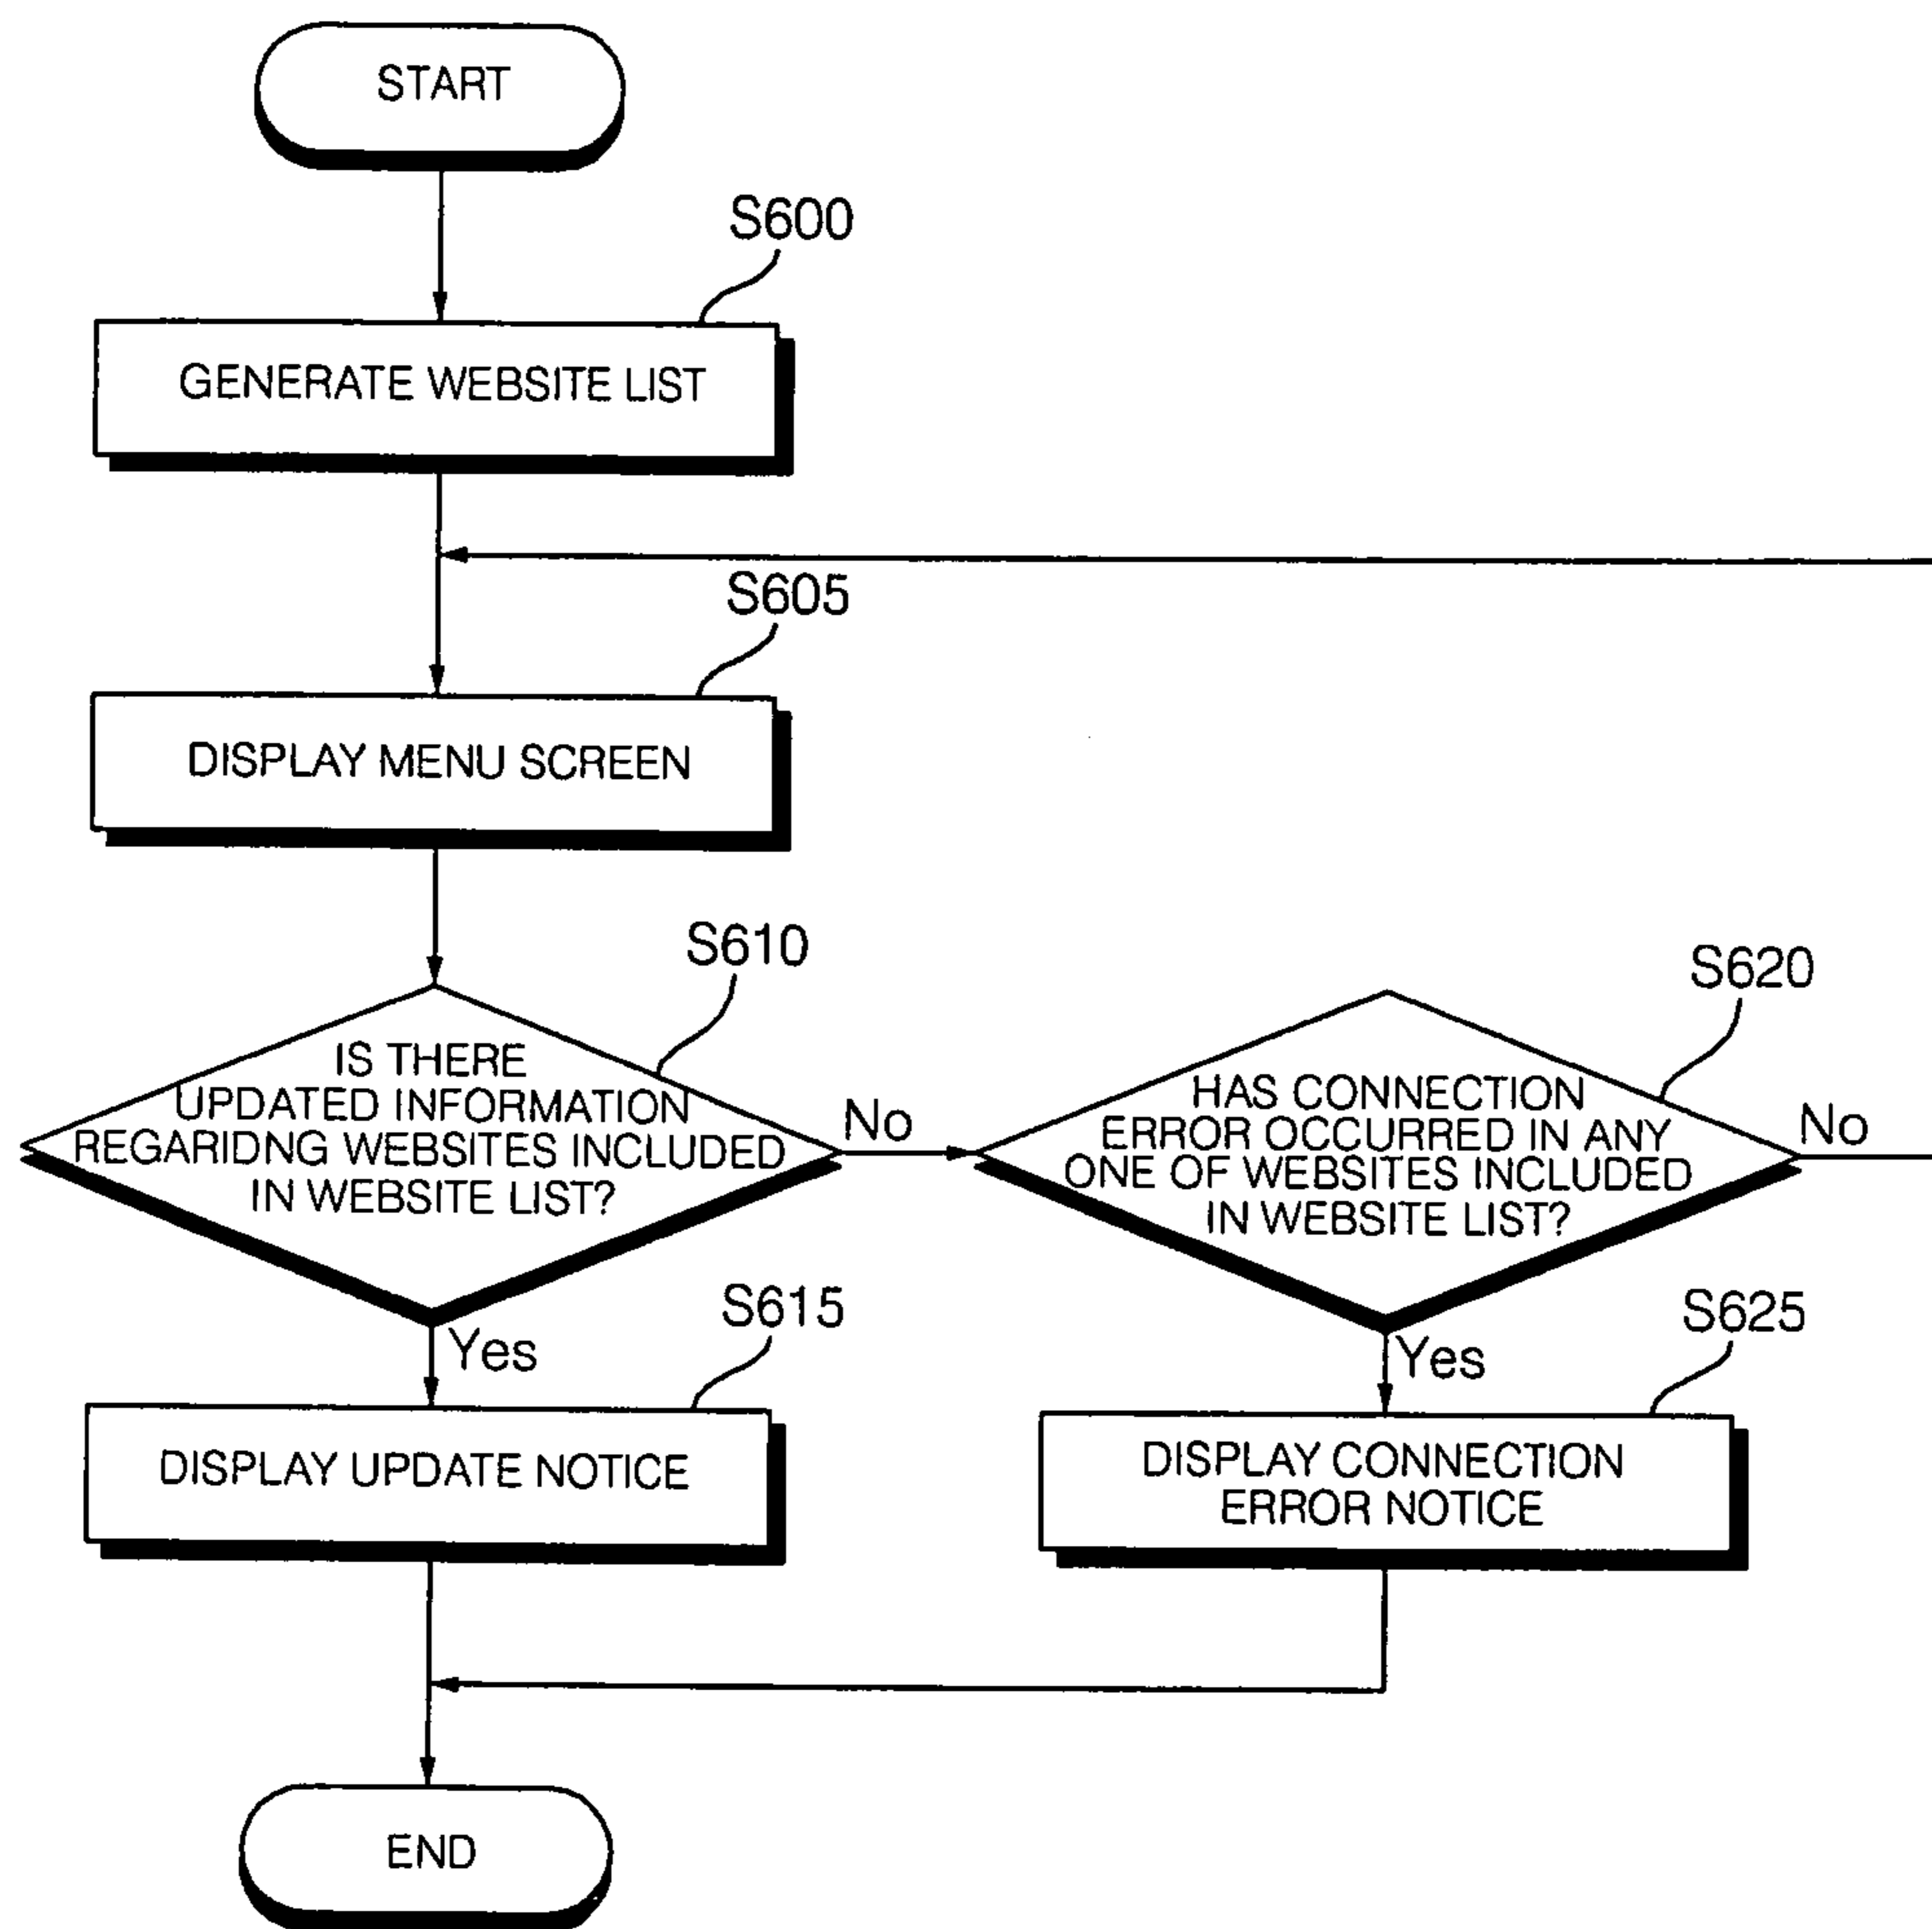 START
S600
GENERATE WEBSITE LIST
S605
DISPLAY MENU SCREEN
S610
IS THERE
UPDATED INFORMATION
REGARIDNG WEBSITES INCLUDED
IN WEBSITE LIST?
No
S620
HAS CONNECTION
ERROR OCCURRED IN ANY
ONE OF WEBSITES INCLUDED
IN WEBSITE LIST?
No
Yes
S615
DISPLAY UPDATE NOTICE
Yes
S625
DISPLAY CONNECTION
ERROR NOTICE
END